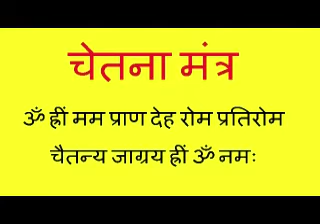 चेतना मंत्र
ॐ ह्रीं मम प्राण देह रोम प्रतिरोम
चैतन्य जाग्रय ह्रीं ॐ नमः